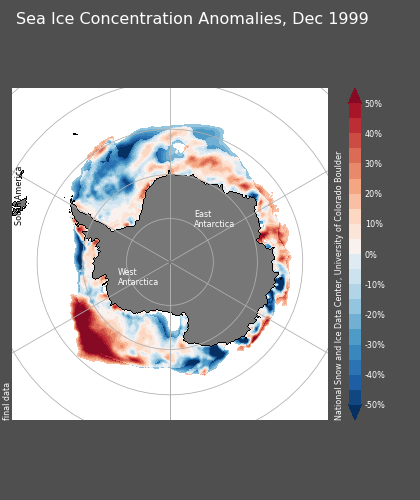 Sea Ice Concentration Anomalies, Dec 1999
South America
East
Antarctica
West
Antarctica
final data
50%
40%
30%
20%
10%
0%
-10%
-20%
-30%
-40%
-50%
National Snow and Ice Data Center, University of Colorado Boulder